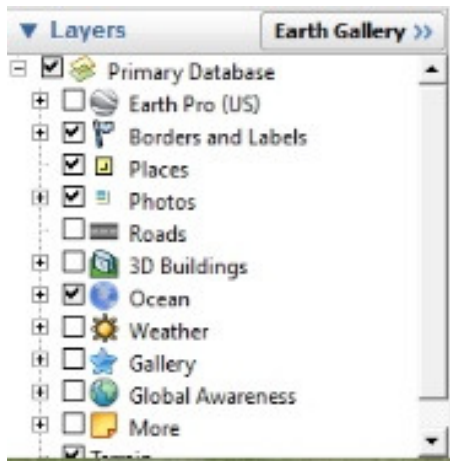 Layers
Earth Gallery >>
Primary Database
Earth Pro (US)
Borders and Labels
Places
Photos
Roads
3D Buildings
Ocean
Weather
Gallery
Global Awareness
More
Terrain